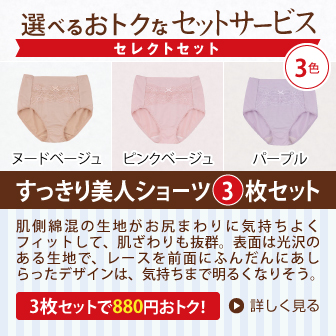 選べるおトクなセットサービス
セレクトセット
3色
ヌードベージュ ピンクベージュ パープル
すっきり美人ショーツ3枚セット
肌側綿混の生地がお尻まわりに気持ちよく
フィットして、肌ざわりも抜群。表面は光沢の
ある生地で、レースを前面にふんだんにあし
らったデザインは、気持ちまで明るくなりそう。
3枚セットで880円おトク! 詳しく見る